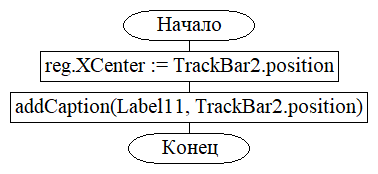 Начало
reg.XCenter := TrackBar2.position
addCaption(Label11, TrackBar2.position)
Конец